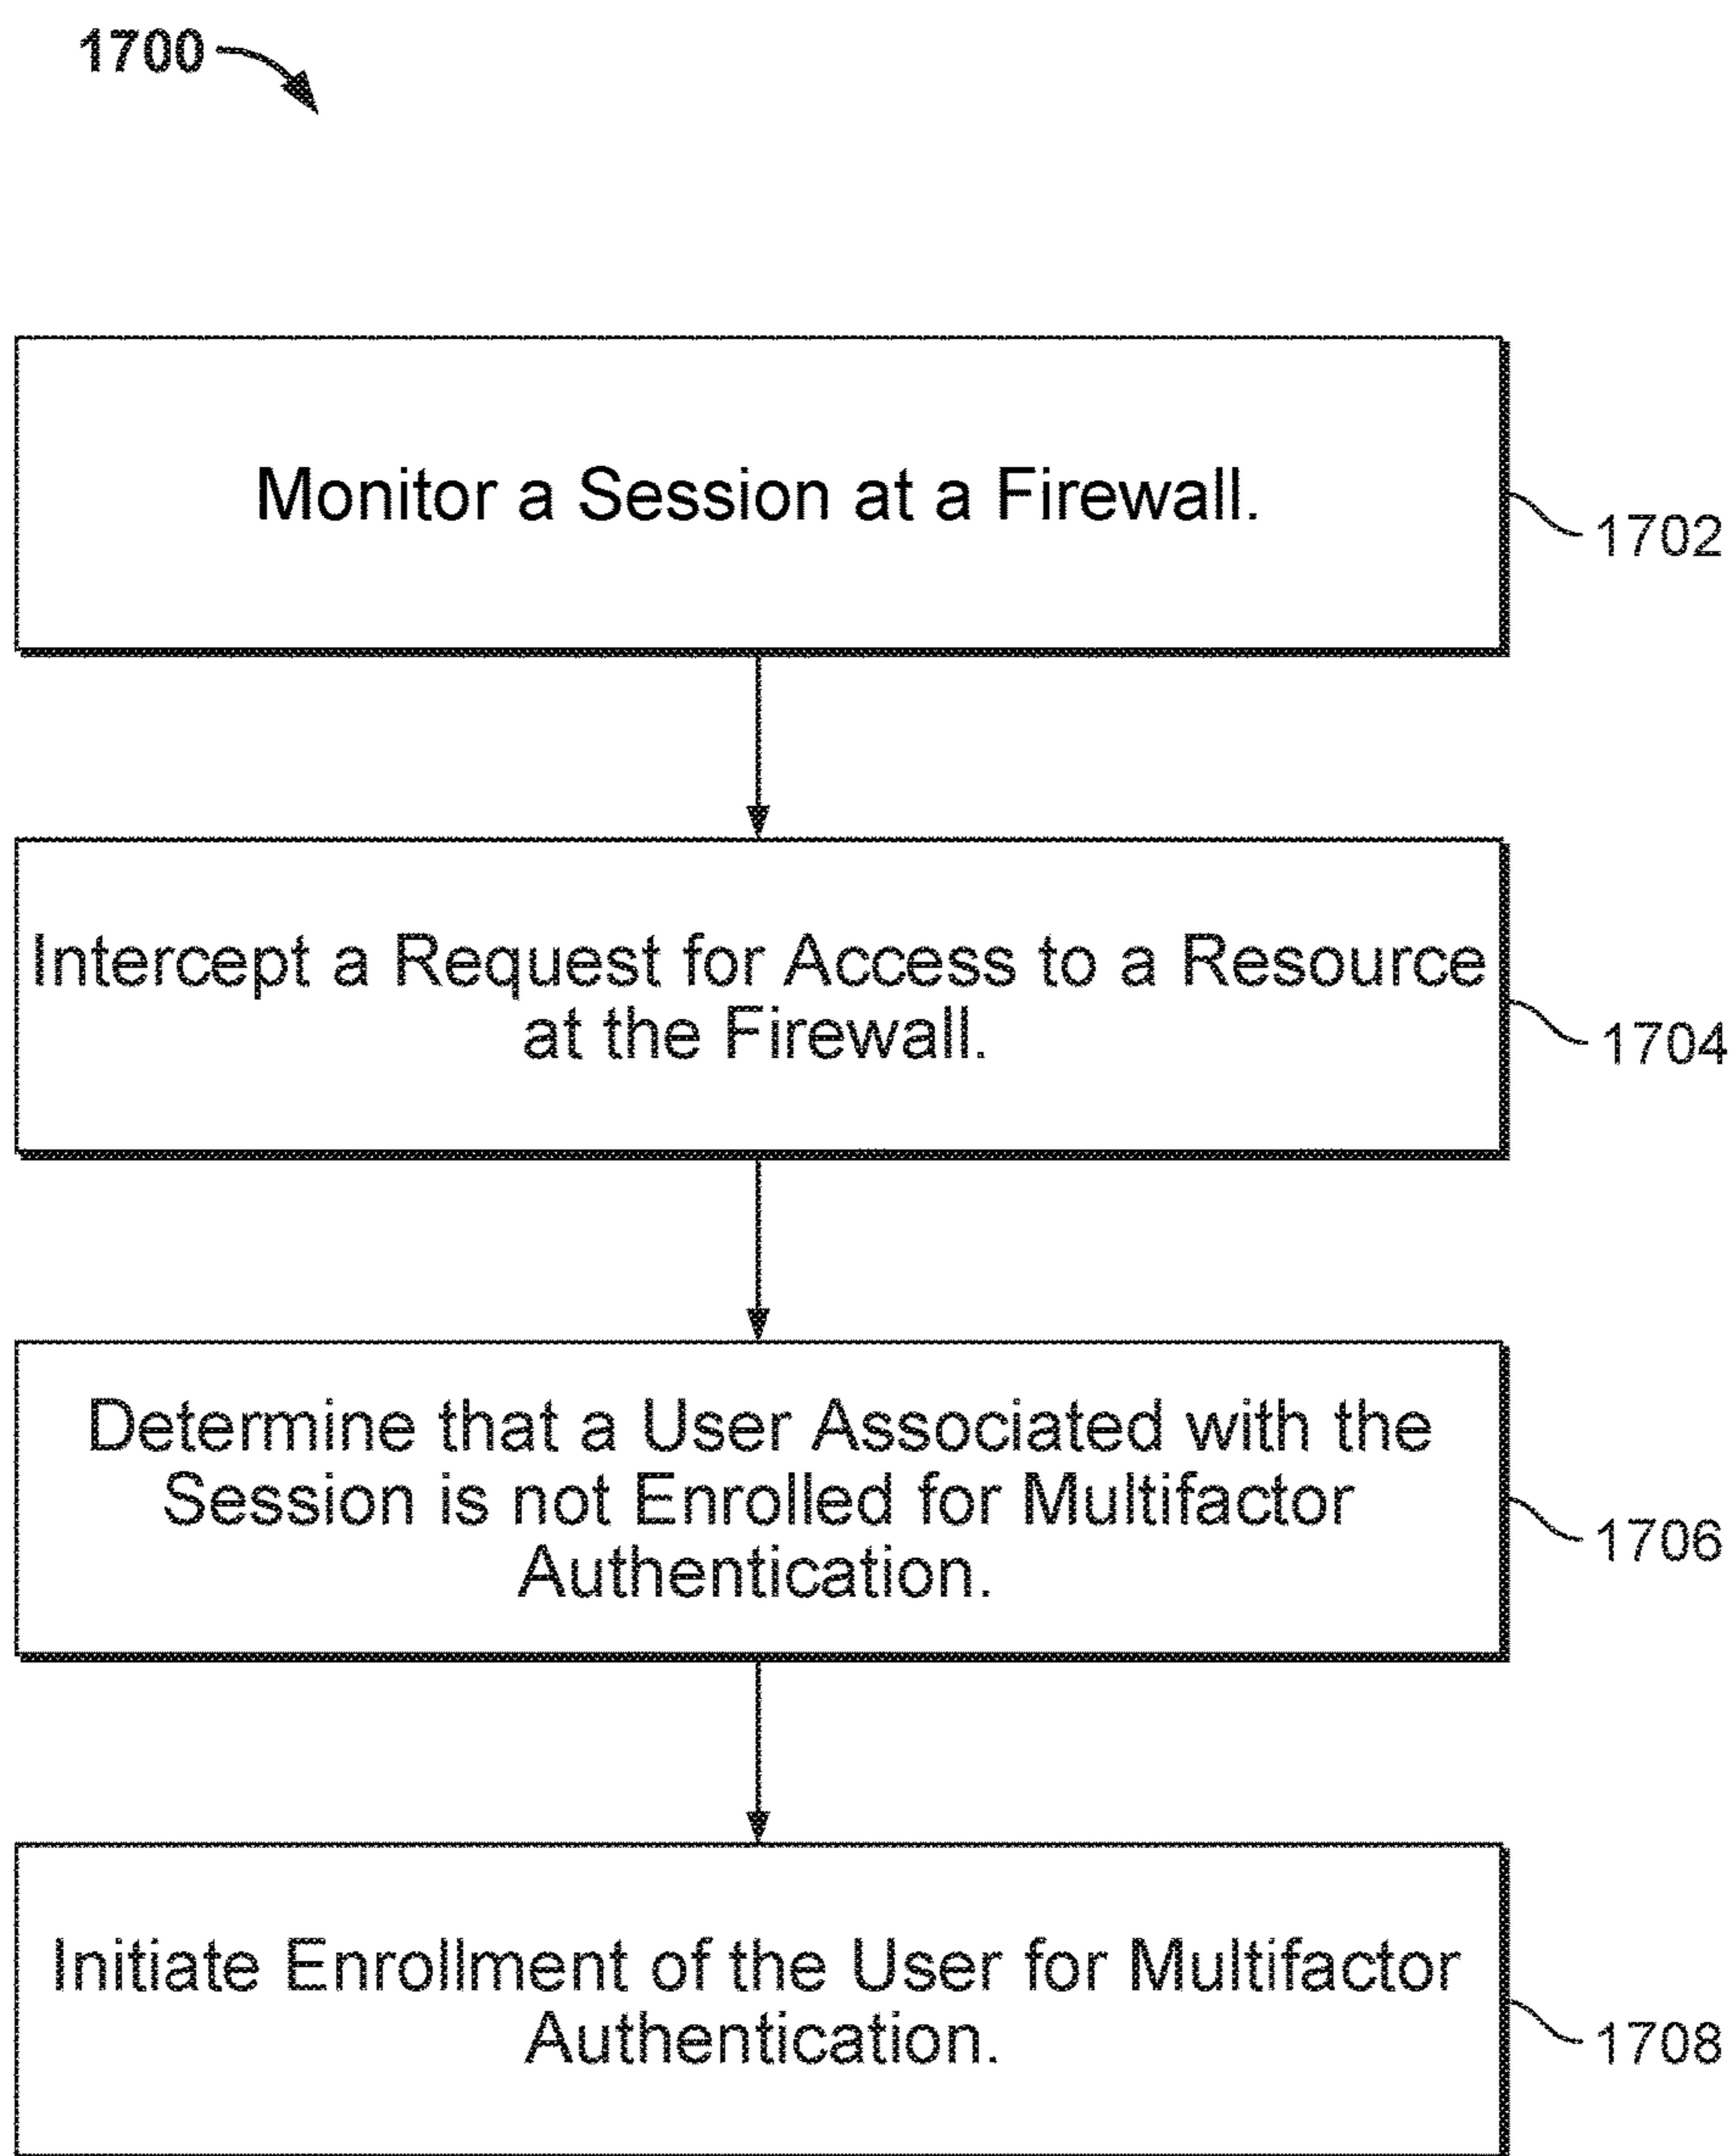 1700
Monitor a Session at a Firewall.
1702
Intercept a Request for Access to a Resource
at the Firewall.
1704
Determine that a User Associated with the
Session is not Enrolled for Multifactor
Authentication.
1706
Initiate Enrollment of the User for Multifactor
Authentication.
1708